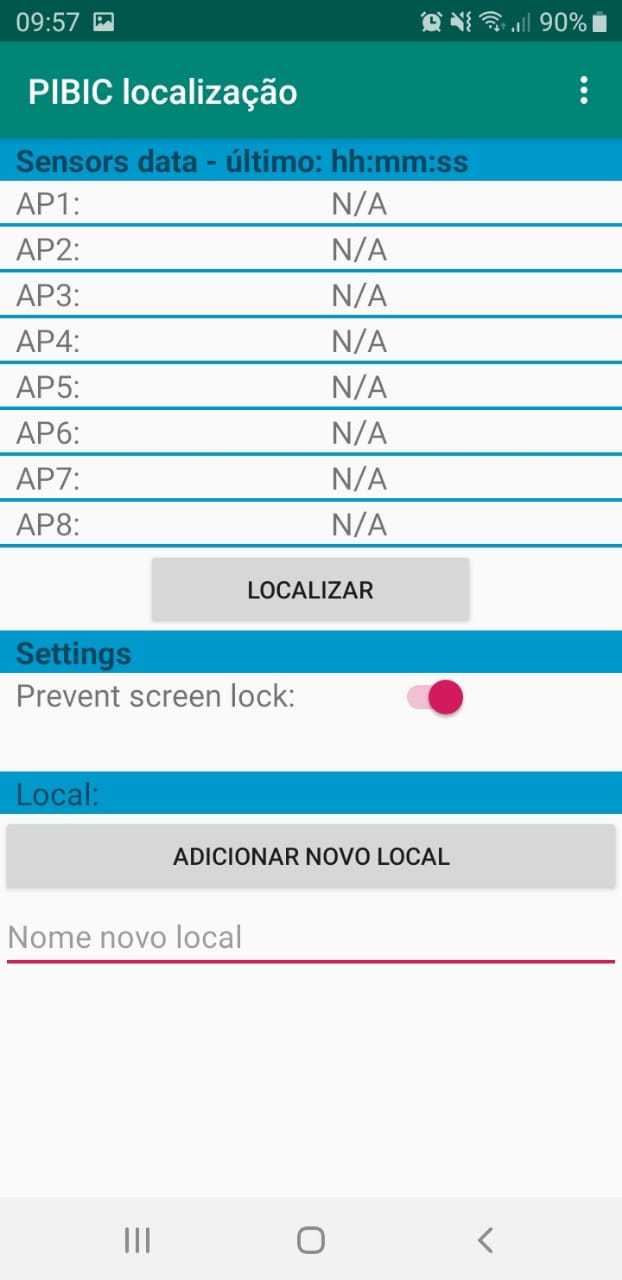 09:57 90%
PIBIC localização
Sensors data - último: hh:mm:ss
AP1: N/A
AP2: N/A
AP3: N/A
AP4: N/A
AP5: N/A
AP6: N/A
AP7: N/A
AP8: N/A
LOCALIZAR
Settings
Prevent screen lock:
Local:
ADICIONAR NOVO LOCAL
Nome novo local